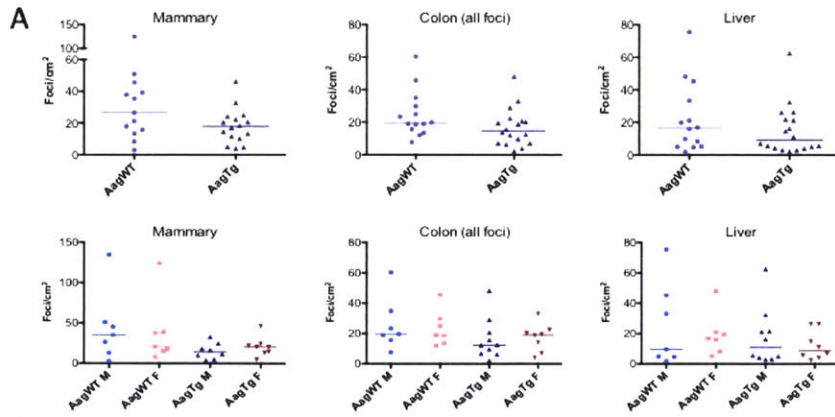 A
Mammary
Foci/cm²
150
100
60
40
20
0
AagWT
AagTg
Colon (all foci)
Foci/cm²
80
60
40
20
0
AagWT
AagTg
Liver
Foci/cm²
80
60
40
20
0
AagWT
AagTg
Mammary
Foci/cm²
150
100
50
0
AagWT M
AagWT F
AagTg M
AagTg F
Colon (all foci)
Foci/cm²
80
60
40
20
0
AagWT M
AagWT F
AagTg M
AagTg F
Liver
Foci/cm²
80
60
40
20
0
AagWT M
AagWT F
AagTg M
AagTg F